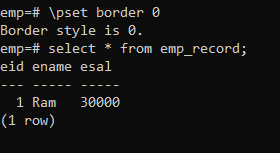 emp=# \pset border 0
Border style is 0.
emp=# select * from emp_record;
eid ename esal
--- ----- -----
  1 Ram   30000
(1 row)